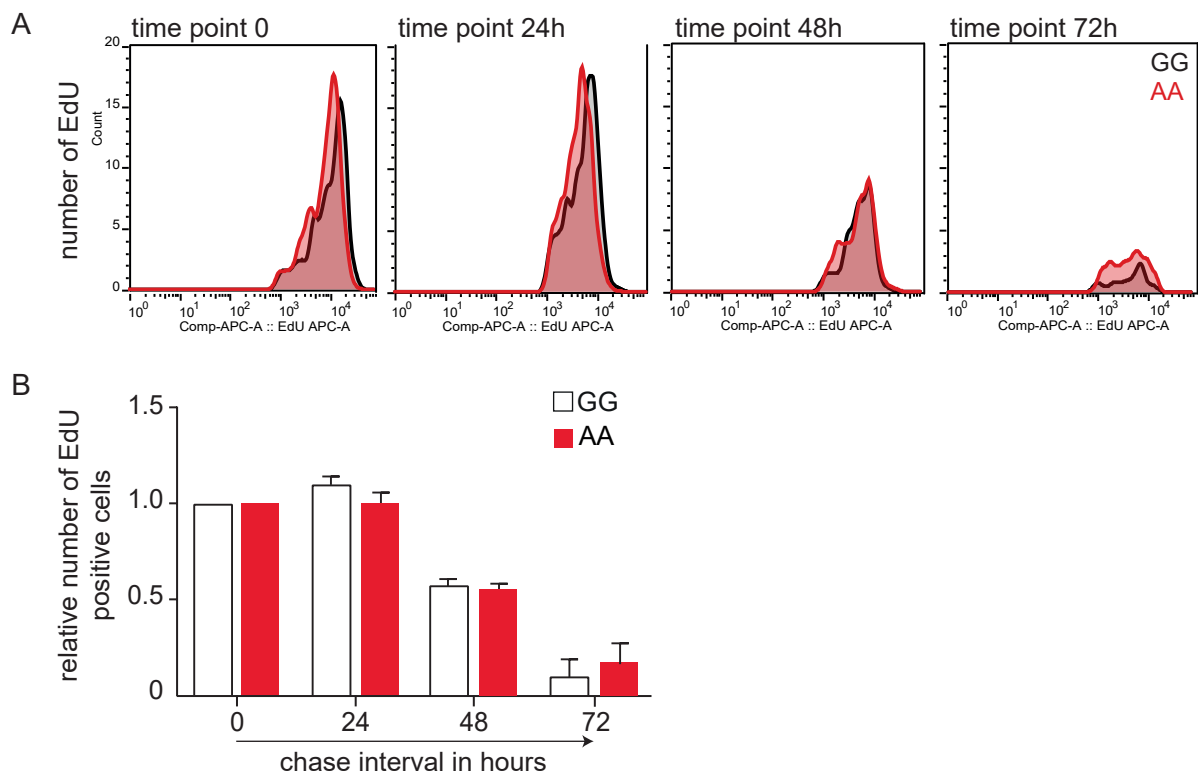 A
time point 0
time point 24h
time point 48h
time point 72h
number of EdU
Count
20
15
10
5
0
GG
AA
10^0 10^1 10^2 10^3 10^4
10^0 10^1 10^2 10^3 10^4
10^0 10^1 10^2 10^3 10^4
10^0 10^1 10^2 10^3 10^4
Comp-APC-A :: EdU APC-A
Comp-APC-A :: EdU APC-A
Comp-APC-A :: EdU APC-A
Comp-APC-A :: EdU APC-A
B
relative number of EdU
positive cells
1.5
1.0
0.5
0
GG
AA
0 24 48 72
chase interval in hours